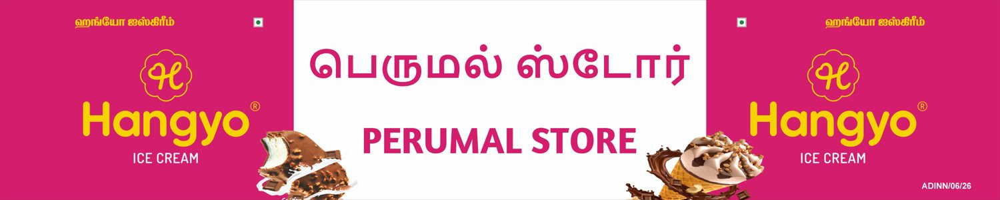 ஹங்யோ ஐஸ்கிரீம்
H
Hangyo®
ICE CREAM
பெருமல் ஸ்டோர்
PERUMAL STORE
ஹங்யோ ஐஸ்கிரீம்
H
Hangyo®
ICE CREAM
ADINN/06/26